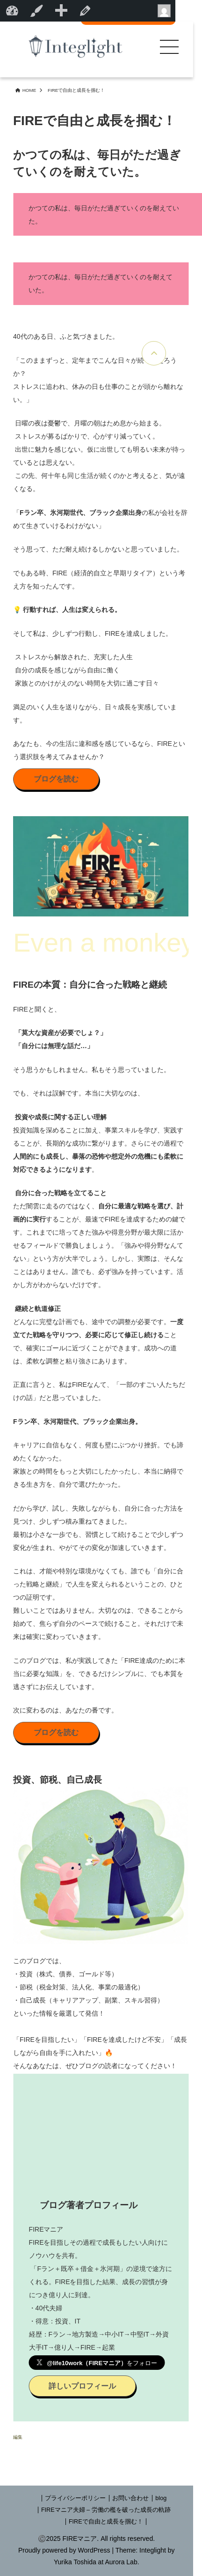 Integlight
HOME > FIREで自由と成長を掴む！
FIREで自由と成長を掴む！
かつての私は、毎日がただ過ぎ
ていくのを耐えていた。
かつての私は、毎日がただ過ぎていくのを耐えてい
た。
かつての私は、毎日がただ過ぎていくのを耐えて
いた。
40代のある日、ふと気づきました。
「このままずっと、定年までこんな日々が続
ろう
か？
ストレスに追われ、休みの日も仕事のことが頭から離れな
い。」
日曜の夜は憂鬱で、月曜の朝はため息から始まる。
ストレスが募るばかりで、心がすり減っていく。
出世に魅力を感じない。仮に出世しても明るい未来が待っ
ているとは思えない。
この先、何十年も同じ生活が続くのかと考えると、気が遠
くなる。
「Fラン卒、氷河期世代、ブラック企業出身の私が会社を辞
めて生きていけるわけがない」
そう思って、ただ耐え続けるしかないと思っていました。
でもある時、FIRE（経済的自立と早期リタイア）という考
え方を知ったんです。
💡 行動すれば、人生は変えられる。
そして私は、少しずつ行動し、FIREを達成しました。
ストレスから解放された、充実した人生
自分の成長を感じながら自由に働く
家族とのかけがえのない時間を大切に過ごす日々
満足のいく人生を送りながら、日々成長を実感していま
す。
あなたも、今の生活に違和感を感じているなら、FIREとい
う選択肢を考えてみませんか？
ブログを読む
FIRE
Even a monkey
FIREの本質：自分に合った戦略と継続
FIREと聞くと、
「莫大な資産が必要でしょ？」
「自分には無理な話だ…」
そう思うかもしれません。私もそう思っていました。
でも、それは誤解です。本当に大切なのは、
投資や成長に関する正しい理解
投資知識を深めることに加え、事業スキルを学び、実践す
ることが、長期的な成功に繋がります。さらにその過程で
人間的にも成長し、暴落の恐怖や想定外の危機にも柔軟に
対応できるようになります。
自分に合った戦略を立てること
ただ闇雲に走るのではなく、自分に最適な戦略を選び、計
画的に実行することが、最速でFIREを達成するための鍵で
す。これまでに培ってきた強みや得意分野が最大限に活か
せるフィールドで勝負しましょう。「強みや得分野なんて
ない」という方が大半でしょう。しかし、実際は、そんな
ことはありません。誰でも、必ず強みを持っています。活
かし方がわからないだけです。
継続と軌道修正
どんなに完璧な計画でも、途中での調整が必要です。一度
立てた戦略を守りつつ、必要に応じて修正し続けること
で、確実にゴールに近づくことができます。成功への道
は、柔軟な調整と粘り強さにあります。
正直に言うと、私はFIREなんて、「一部のすごい人たちだ
けの話」だと思っていました。
Fラン卒、氷河期世代、ブラック企業出身。
キャリアに自信もなく、何度も壁にぶつかり挫折。でも諦
めたくなかった。
家族との時間をもっと大切にしたかったし、本当に納得で
きる生き方を、自分で選びたかった。
だから学び、試し、失敗しながらも、自分に合った方法を
見つけ、少しずつ積み重ねてきました。
最初は小さな一歩でも、習慣として続けることで少しずつ
変化が生まれ、やがてその変化が加速していきます。
これは、才能や特別な環境がなくても、誰でも「自分に合
った戦略と継続」で人生を変えられるということの、ひと
つの証明です。
難しいことではありません。大切なのは、できることから
始めて、焦らず自分のペースで続けること。それだけで未
来は確実に変わっていきます。
このブログでは、私が実践してきた「FIRE達成のために本
当に必要な知識」を、できるだけシンプルに、でも本質を
逃さずにお伝えしています。
次に変わるのは、あなたの番です。
ブログを読む
投資、節税、自己成長
このブログでは、
・投資（株式、債券、ゴールド等）
・節税（税金対策、法人化、事業の最適化）
・自己成長（キャリアアップ、副業、スキル習得）
といった情報を厳選して発信！
「FIREを目指したい」「FIREを達成したけど不安」「成長
しながら自由を手に入れたい」🔥
そんなあなたは、ぜひブログの読者になってください！
ブログ著者プロフィール
FIREマニア
FIREを目指しその過程で成長もしたい人向けに
ノウハウを共有。
「Fラン＋既卒＋借金＋氷河期」の逆境で途方に
くれる。FIREを目指した結果、成長の習慣が身
につき億り人に到達。
・40代夫婦
・得意：投資、IT
経歴：Fラン→地方製造→中小IT→中堅IT→外資
大手IT→億り人→FIRE→起業
@life10work（FIREマニア）をフォロー
詳しいプロフィール
編集
| プライバシーポリシー | お問い合わせ | blog
| FIREマニア夫婦 – 労働の檻を破った成長の軌跡
| FIREで自由と成長を掴む！ |
©2025 FIREマニア. All rights reserved.
Proudly powered by WordPress | Theme: Integlight by
Yurika Toshida at Aurora Lab.